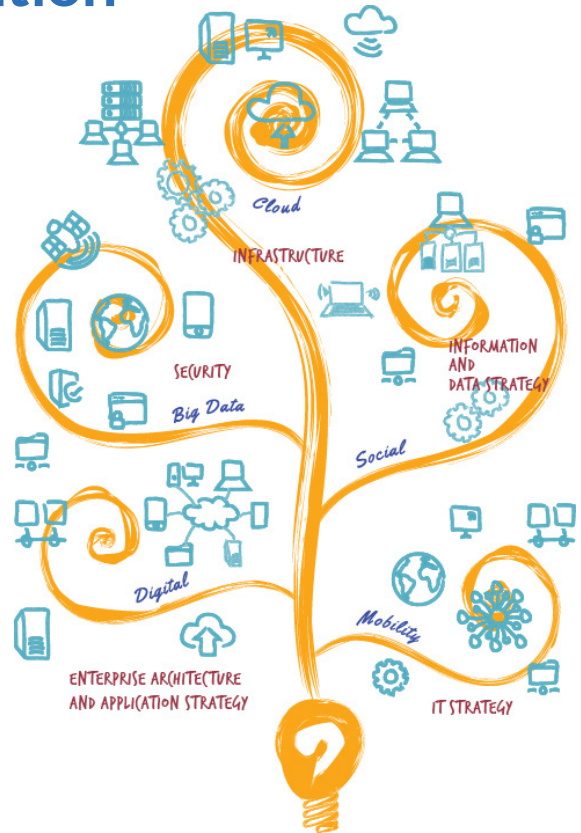 Cloud
INFRASTRUCTURE
INFORMATION
AND
DATA STRATEGY
SECURITY
Big Data
Social
Digital
Mobility
ENTERPRISE ARCHITECTURE
AND APPLICATION STRATEGY
IT STRATEGY